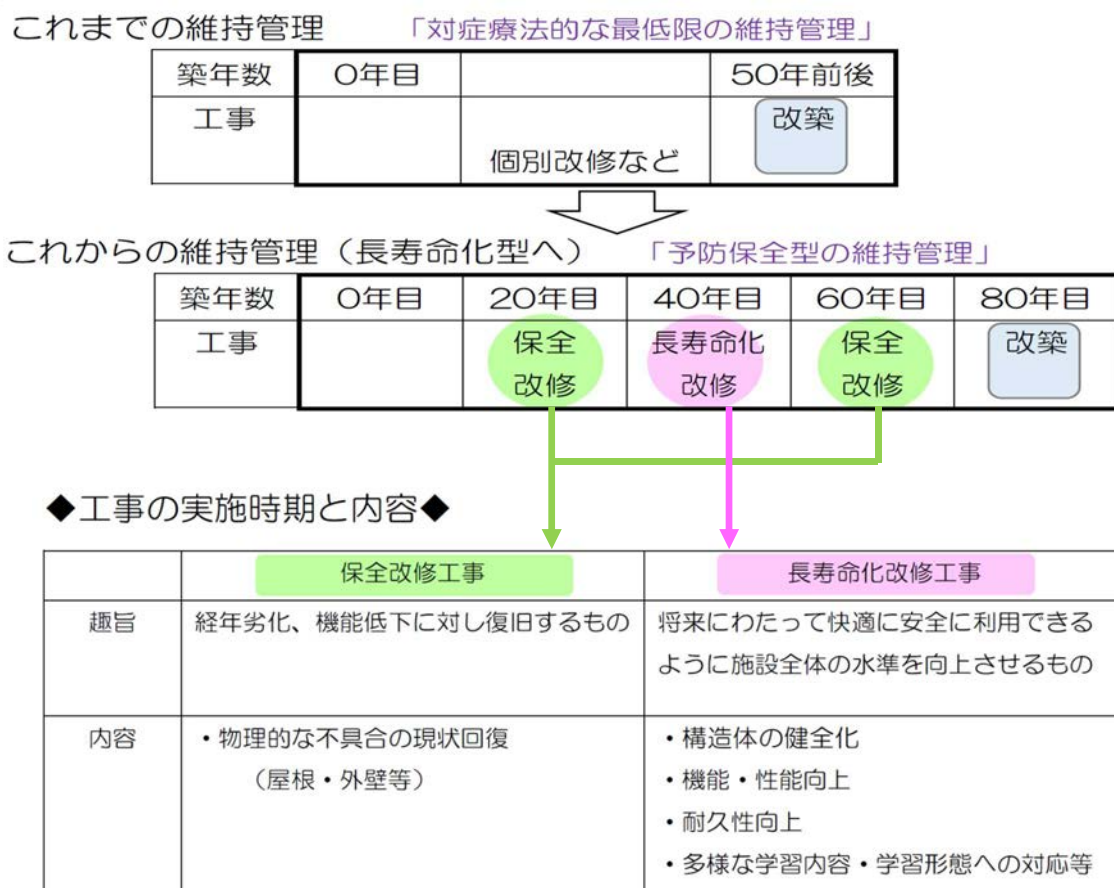 これまでの維持管理 「対症療法的な最低限の維持管理」
築年数 0年目 50年前後
工事 改築
個別改修など
これからの維持管理（長寿命化型へ） 「予防保全型の維持管理」
築年数 0年目 20年目 40年目 60年目 80年目
工事 保全 長寿命化 保全 改築
改修 改修 改修
◆工事の実施時期と内容◆
保全改修工事 長寿命化改修工事
趣旨 経年劣化、機能低下に対し復旧するもの 将来にわたって快適に安全に利用できる
ように施設全体の水準を向上させるもの
内容 ・物理的な不具合の現状回復 ・構造体の健全化
（屋根・外壁等） ・機能・性能向上
・耐久性向上
・多様な学習内容・学習形態への対応等